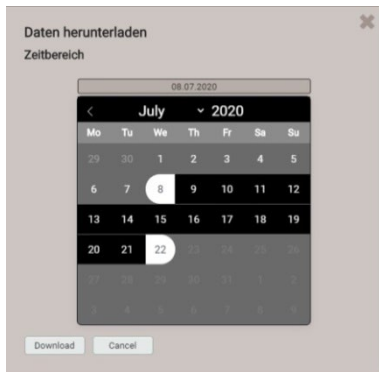 Daten herunterladen
Zeitbereich
08.07.2020
July 2020
Mo Tu We Th Fr Sa Su
29 30 1 2 3 4 5
6 7 8 9 10 11 12
13 14 15 16 17 18 19
20 21 22 23 24 25 26
27 28 29 30 31 1 2
3 4 5 6 7 8 9
Download Cancel